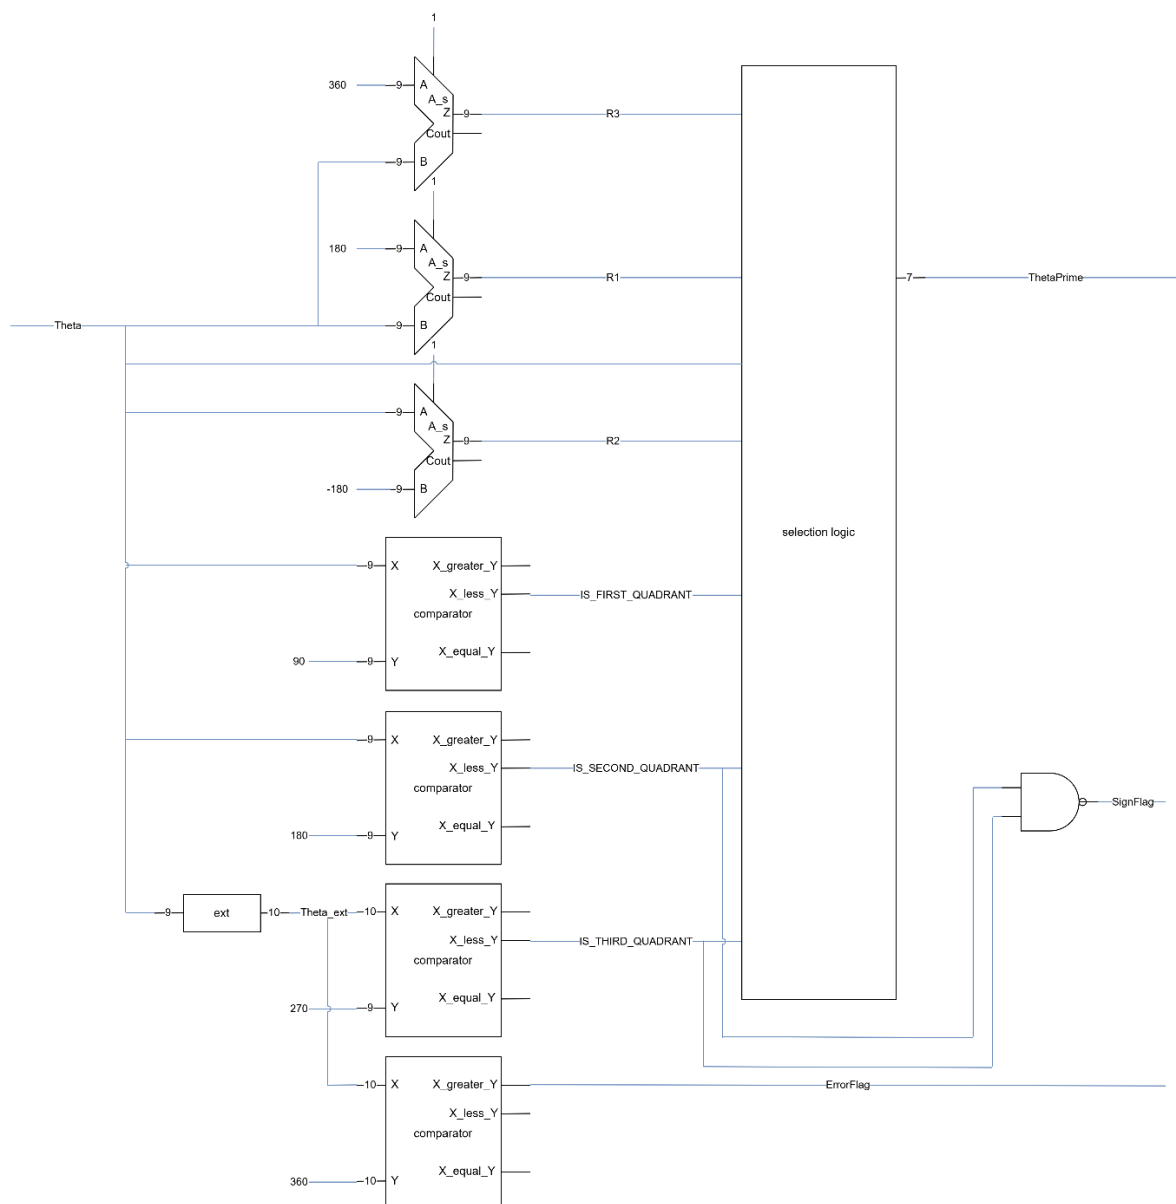 1
360
9
A
A_s
Z
9
R3
Cout
9
B
1
180
9
A
A_s
Z
9
R1
7
ThetaPrime
Cout
Theta
9
B
1
9
A
A_s
Z
9
R2
Cout
-180
9
B
selection logic
9
X
X_greater_Y
X_less_Y
IS_FIRST_QUADRANT
comparator
X_equal_Y
90
9
Y
9
X
X_greater_Y
X_less_Y
IS_SECOND_QUADRANT
comparator
SignFlag
X_equal_Y
180
9
Y
9
ext
10
Theta_ext
10
X
X_greater_Y
X_less_Y
IS_THIRD_QUADRANT
comparator
X_equal_Y
270
9
Y
10
X
X_greater_Y
ErrorFlag
X_less_Y
comparator
X_equal_Y
360
10
Y